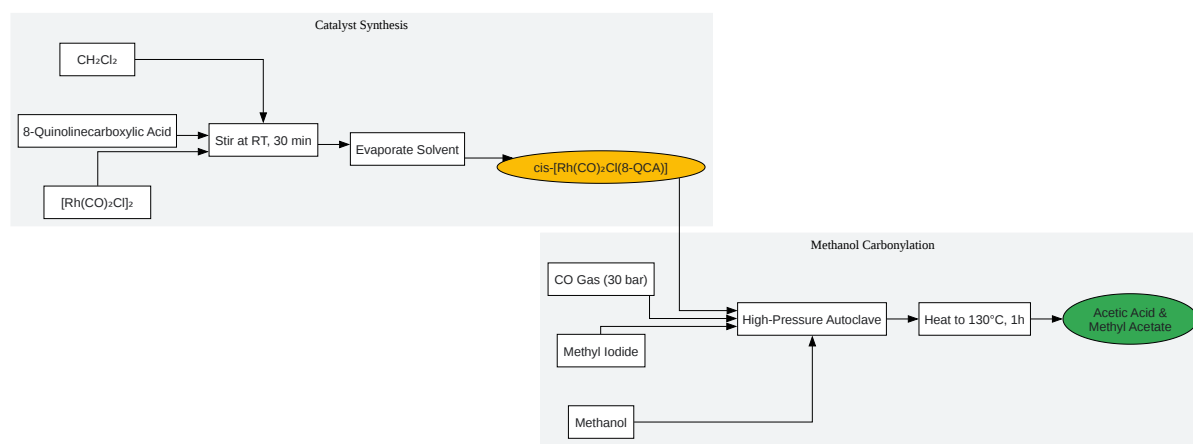 Catalyst Synthesis
CH₂Cl₂
8-Quinolinecarboxylic Acid
Stir at RT, 30 min
Evaporate Solvent
cis-[Rh(CO)₂Cl(8-QCA)]
[Rh(CO)₂Cl]₂
Methanol Carbonylation
CO Gas (30 bar)
High-Pressure Autoclave
Heat to 130°C, 1h
Acetic Acid &
Methyl Acetate
Methyl Iodide
Methanol